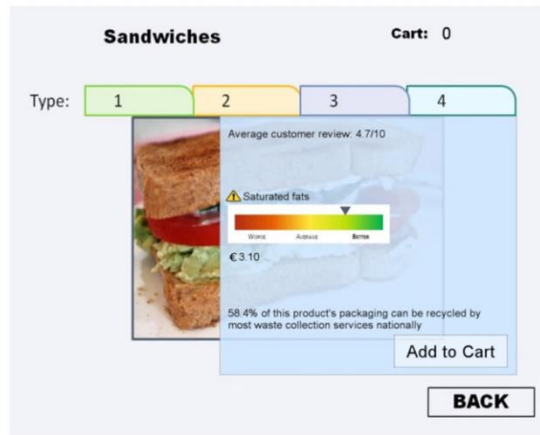 Sandwiches
Cart: 0
Type:
1
2
3
4
Average customer review: 4.7/10
⚠ Saturated fats
WORSE AVERAGE BETTER
€3.10
58.4% of this product's packaging can be recycled by
most waste collection services nationally
Add to Cart
BACK